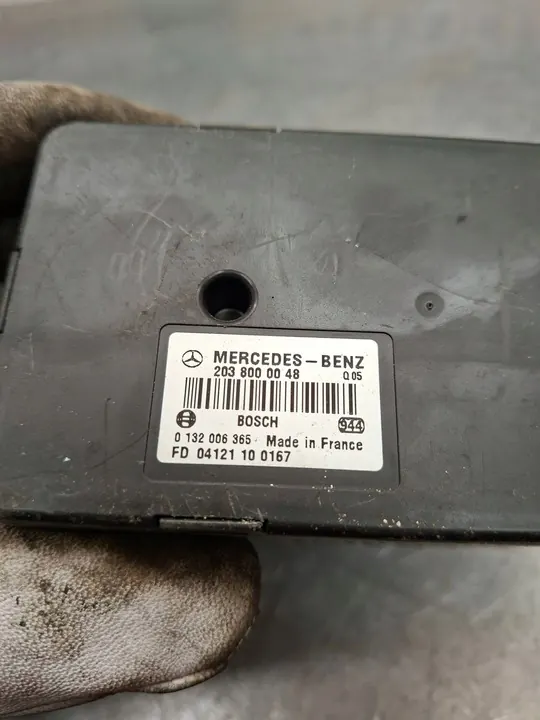 MERCEDES-BENZ
203 800 00 48 Q05
BOSCH 944
0 132 006 365 Made in France
FD 04121 10 0167